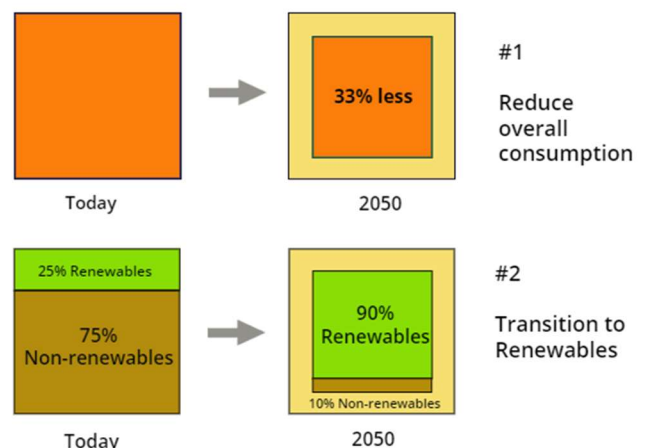 33% less
#1
Reduce
overall
consumption
Today
2050
25% Renewables
75%
Non-renewables
90%
Renewables
10% Non-renewables
#2
Transition to
Renewables
Today
2050